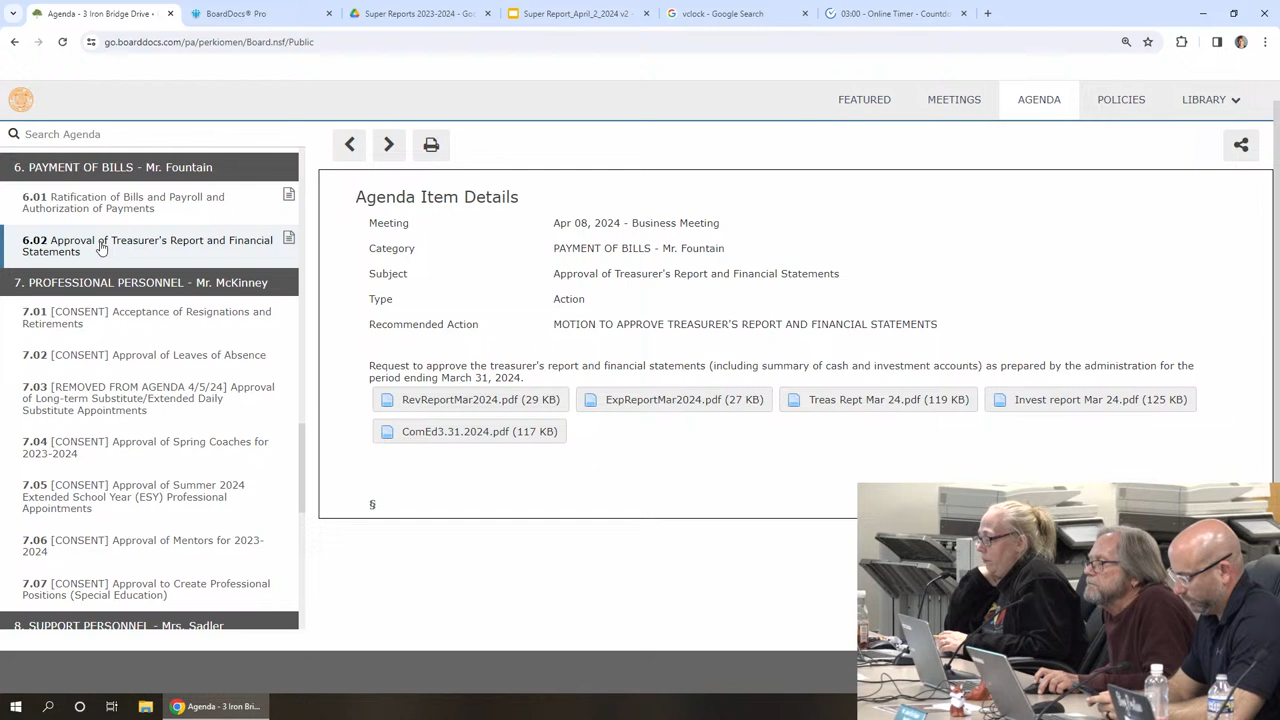 Agenda - 3 Iron Bridge Drive •
BoardDocs® Pro
Super Reports 2023-2024 - Go
Super Report_April_2_2024 v2 -
vclock - Google Search
03:00 - Online Timer - Countdo
go.boarddocs.com/pa/perkiomen/Board.nsf/Public
FEATURED
MEETINGS
AGENDA
POLICIES
LIBRARY
Search Agenda
6. PAYMENT OF BILLS - Mr. Fountain
6.01 Ratification of Bills and Payroll and
Authorization of Payments
6.02 Approval of Treasurer's Report and Financial
Statements
7. PROFESSIONAL PERSONNEL - Mr. McKinney
7.01 [CONSENT] Acceptance of Resignations and
Retirements
7.02 [CONSENT] Approval of Leaves of Absence
7.03 [REMOVED FROM AGENDA 4/5/24] Approval
of Long-term Substitute/Extended Daily
Substitute Appointments
7.04 [CONSENT] Approval of Spring Coaches for
2023-2024
7.05 [CONSENT] Approval of Summer 2024
Extended School Year (ESY) Professional
Appointments
7.06 [CONSENT] Approval of Mentors for 2023-
2024
7.07 [CONSENT] Approval to Create Professional
Positions (Special Education)
8. SUPPORT PERSONNEL - Mrs. Sadler
Agenda Item Details
Meeting Apr 08, 2024 - Business Meeting
Category PAYMENT OF BILLS - Mr. Fountain
Subject Approval of Treasurer's Report and Financial Statements
Type Action
Recommended Action MOTION TO APPROVE TREASURER'S REPORT AND FINANCIAL STATEMENTS
Request to approve the treasurer's report and financial statements (including summary of cash and investment accounts) as prepared by the administration for the
period ending March 31, 2024.
RevReportMar2024.pdf (29 KB) ExpReportMar2024.pdf (27 KB) Treas Rept Mar 24.pdf (119 KB) Invest report Mar 24.pdf (125 KB)
ComEd3.31.2024.pdf (117 KB)
§
Agenda - 3 Iron Bri...